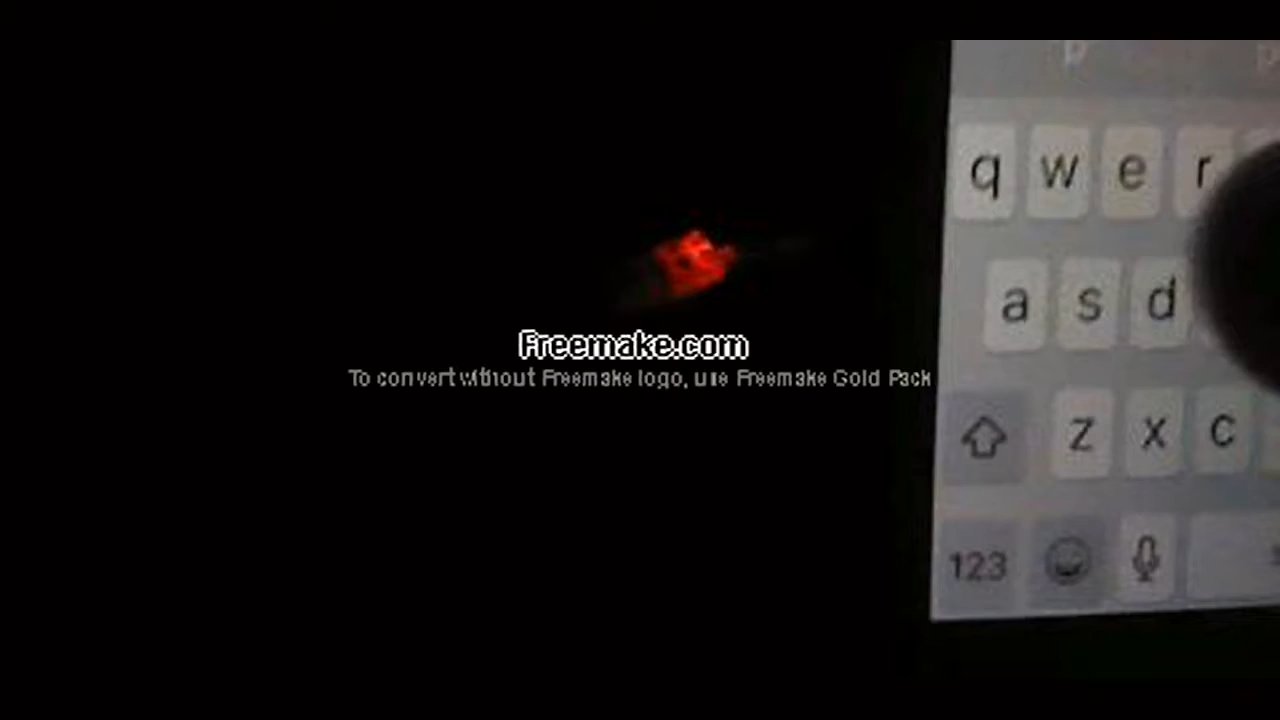 q w e r
a s d
Freemake.com
To convert without Freemake logo, use Freemake Gold Pack
z x c
123